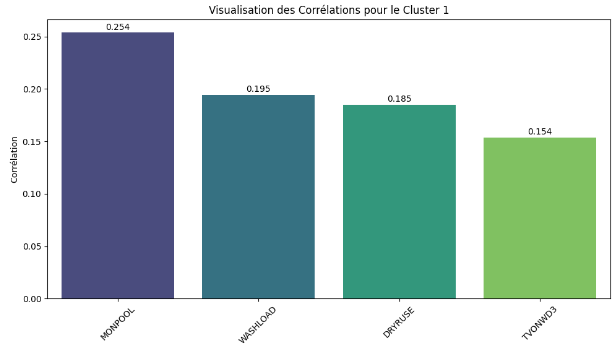 Visualisation des Corrélations pour le Cluster 1
Corrélation
0.25
0.20
0.15
0.10
0.05
0.00
0.254
0.195
0.185
0.154
MONPOOL
WASHLOAD
DRYRUSE
TVONWD3